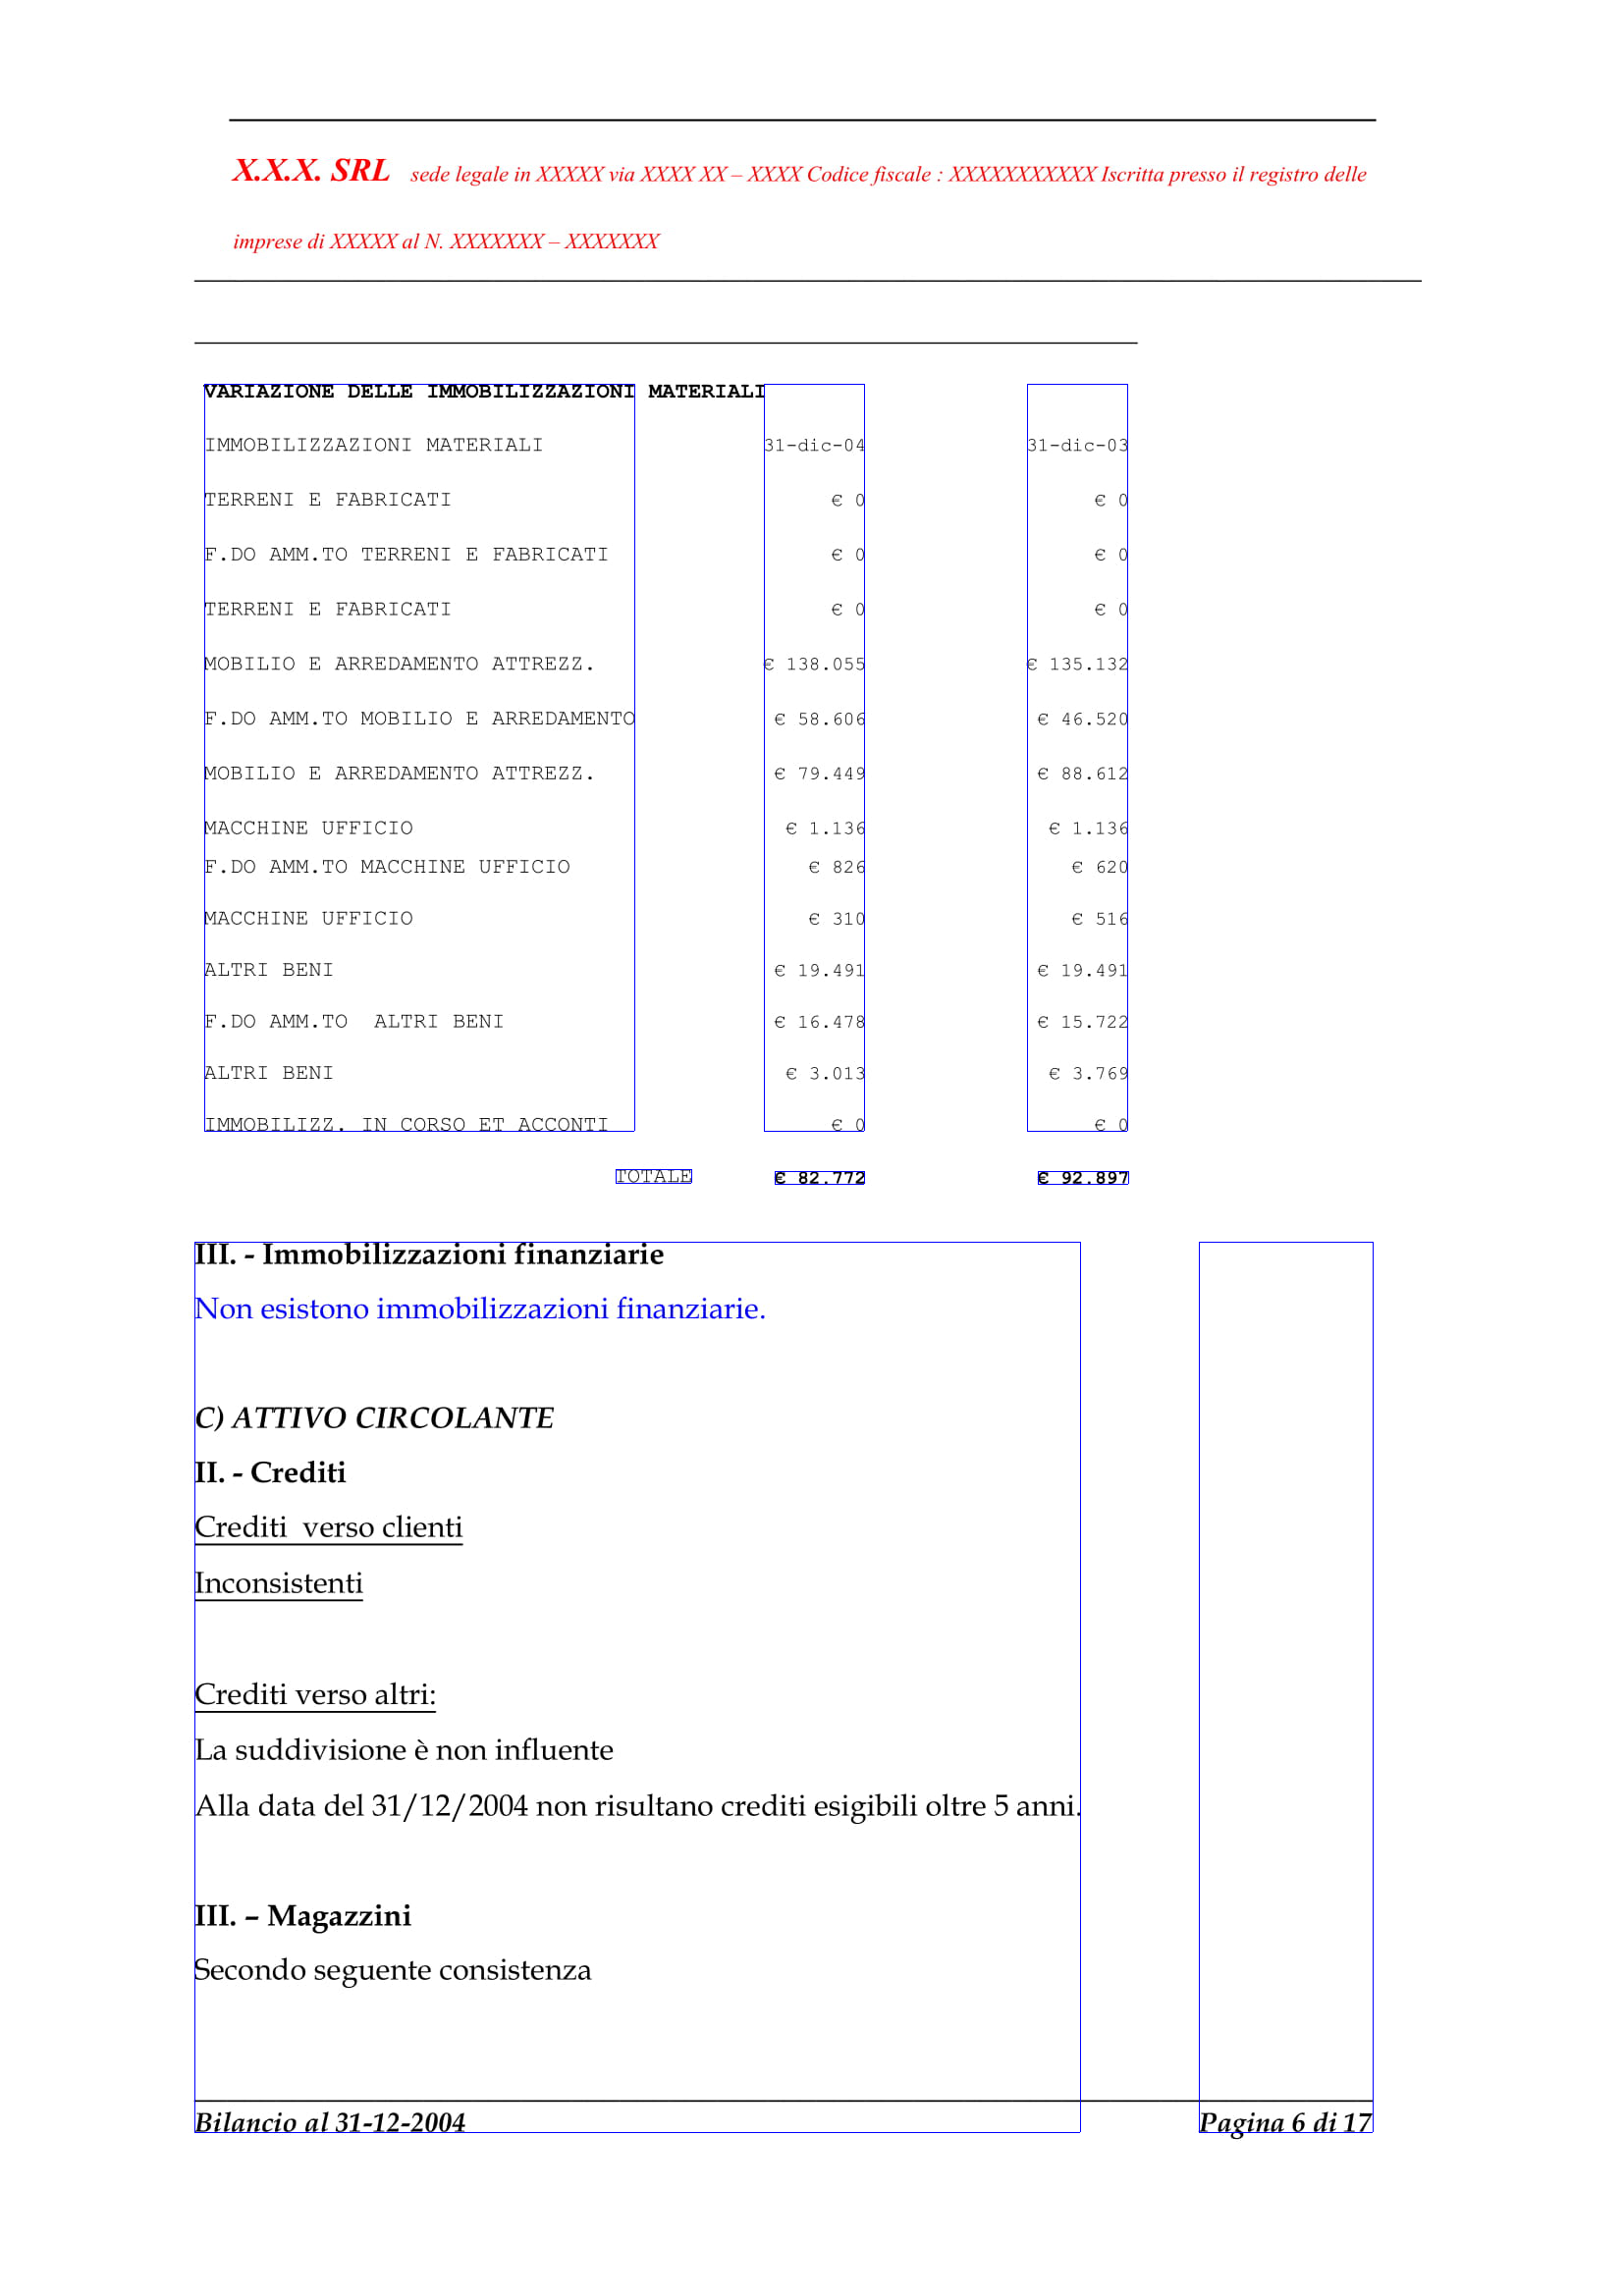 X.X.X. SRL sede legale in XXXXX via XXXX XX – XXXX Codice fiscale : XXXXXXXXXXX Iscritta presso il registro delle
imprese di XXXXX al N. XXXXXXX – XXXXXXX
VARIAZIONE DELLE IMMOBILIZZAZIONI MATERIALI
IMMOBILIZZAZIONI MATERIALI 31-dic-04 31-dic-03
TERRENI E FABRICATI € 0 € 0
F.DO AMM.TO TERRENI E FABRICATI € 0 € 0
TERRENI E FABRICATI € 0 € 0
MOBILIO E ARREDAMENTO ATTREZZ. € 138.055 € 135.132
F.DO AMM.TO MOBILIO E ARREDAMENTO € 58.606 € 46.520
MOBILIO E ARREDAMENTO ATTREZZ. € 79.449 € 88.612
MACCHINE UFFICIO € 1.136 € 1.136
F.DO AMM.TO MACCHINE UFFICIO € 826 € 620
MACCHINE UFFICIO € 310 € 516
ALTRI BENI € 19.491 € 19.491
F.DO AMM.TO  ALTRI BENI € 16.478 € 15.722
ALTRI BENI € 3.013 € 3.769
IMMOBILIZZ. IN CORSO ET ACCONTI € 0 € 0
TOTALE € 82.772 € 92.897
III. - Immobilizzazioni finanziarie
Non esistono immobilizzazioni finanziarie.
C) ATTIVO CIRCOLANTE
II. - Crediti
Crediti  verso clienti
Inconsistenti
Crediti verso altri:
La suddivisione è non influente
Alla data del 31/12/2004 non risultano crediti esigibili oltre 5 anni.
III. – Magazzini
Secondo seguente consistenza
Bilancio al 31-12-2004 Pagina 6 di 17